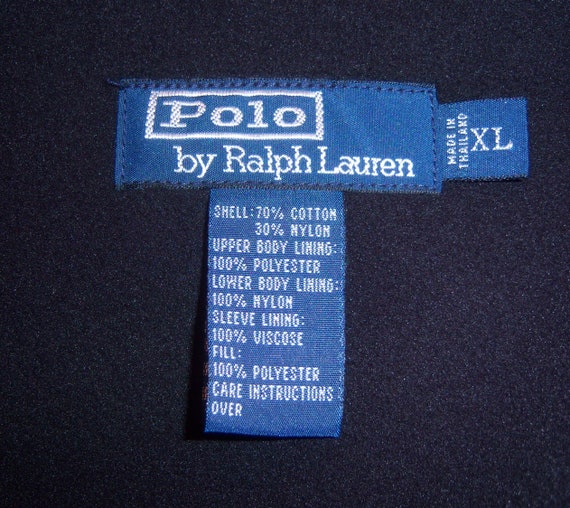 Polo
by Ralph Lauren
MADE IN
THAILAND
XL
SHELL: 70% COTTON
30% NYLON
UPPER BODY LINING:
100% POLYESTER
LOWER BODY LINING:
100% NYLON
SLEEVE LINING:
100% VISCOSE
FILL:
100% POLYESTER
CARE INSTRUCTIONS
OVER